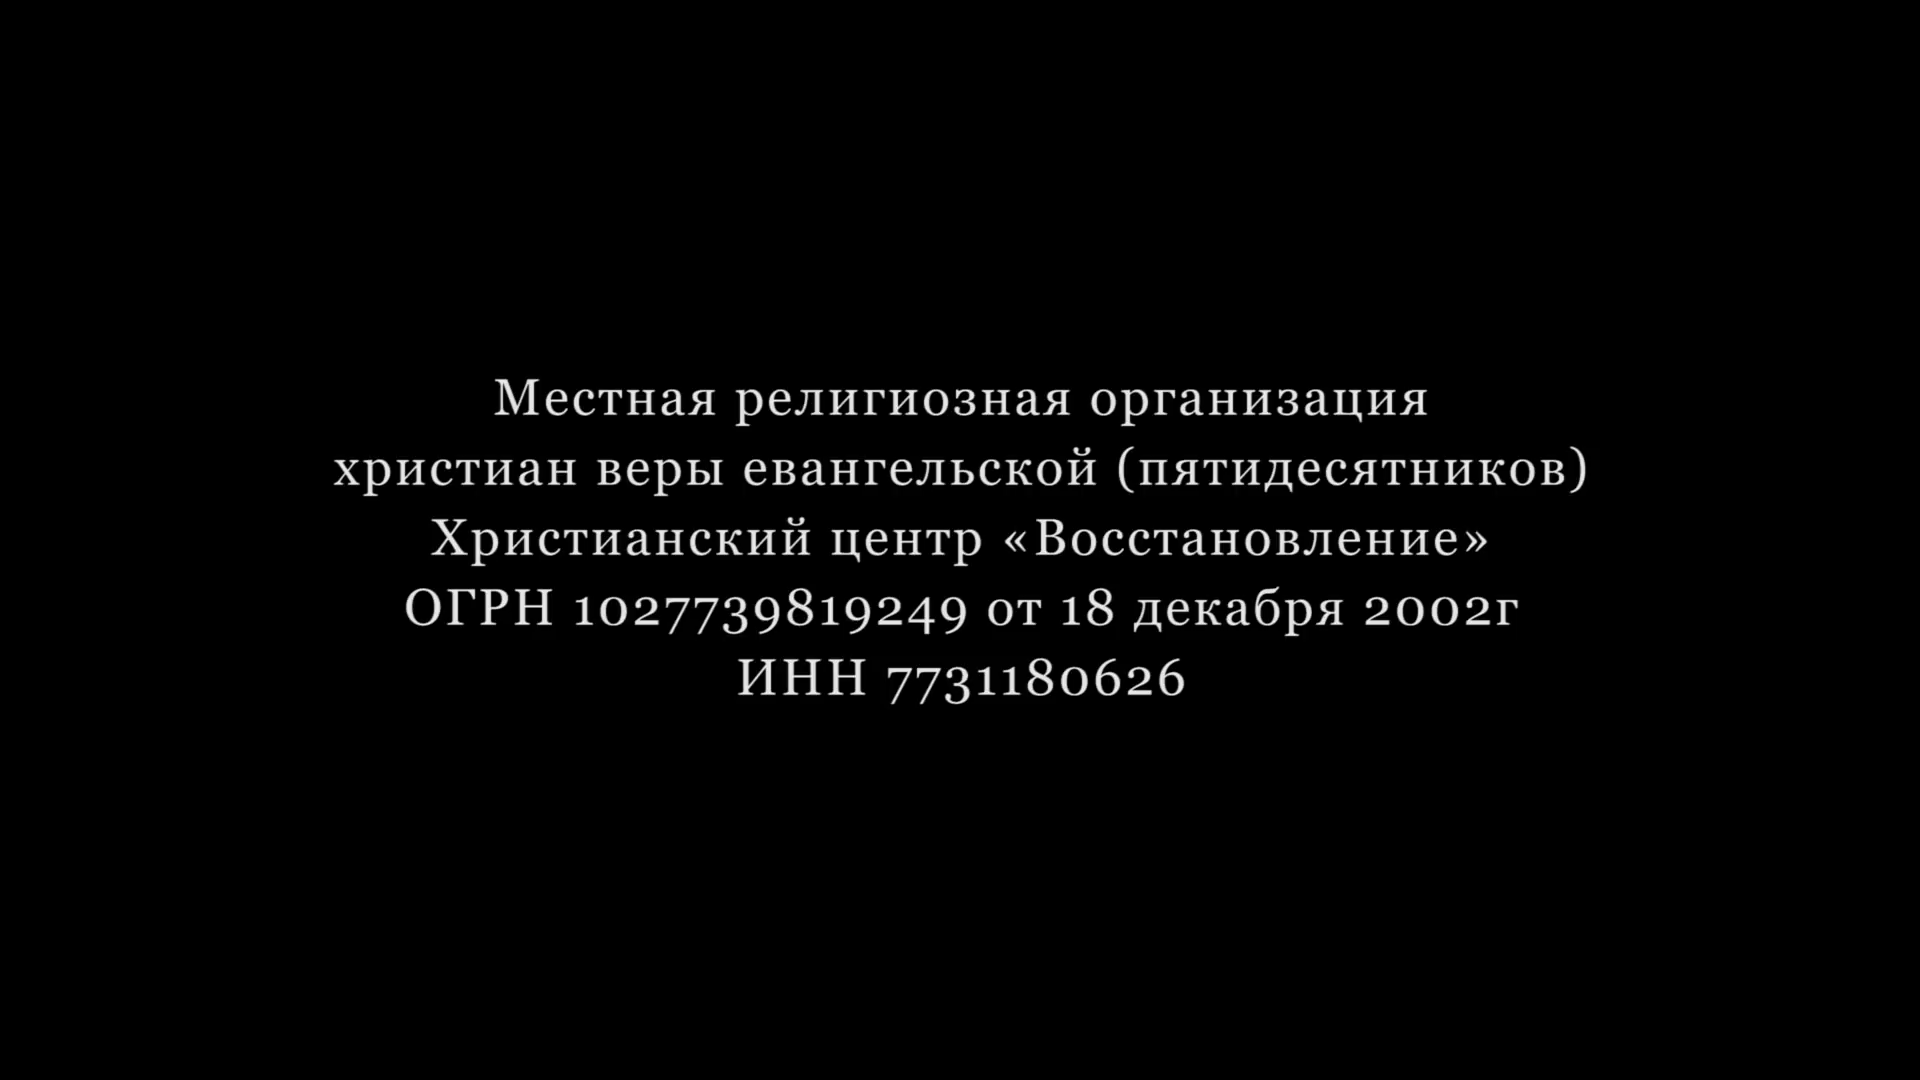 Местная религиозная организация
христиан веры евангельской (пятидесятников)
Христианский центр «Восстановление»
ОГРН 1027739819249 от 18 декабря 2002г
ИНН 7731180626